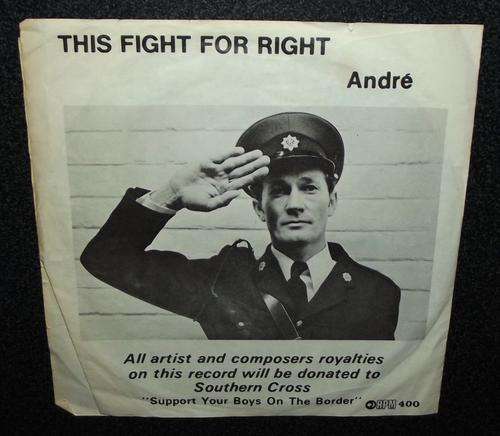 THIS FIGHT FOR RIGHT
André
All artist and composers royalties
on this record will be donated to
Southern Cross
"Support Your Boys On The Border"
RPM 400